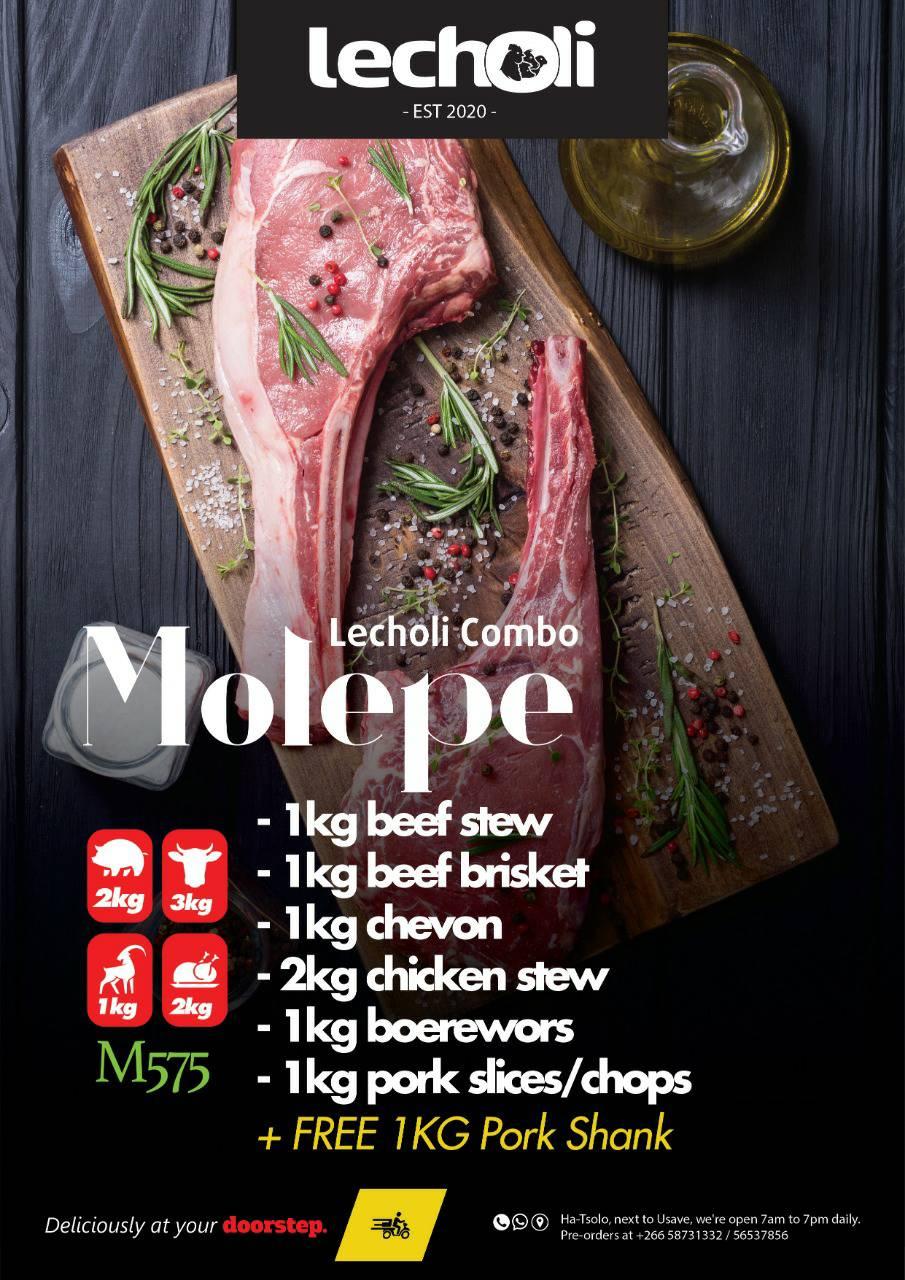 Lecholi
- EST 2020 -
Lecholi Combo
Molepe
- 1kg beef stew
- 1kg beef brisket
- 1kg chevon
- 2kg chicken stew
- 1kg boerewors
- 1kg pork slices/chops
+ FREE 1KG Pork Shank
2kg
3kg
1kg
2kg
M575
Deliciously at your doorstep.
Ha-Tsolo, next to Usave, we're open 7am to 7pm daily.
Pre-orders at +266 58731332 / 56537856